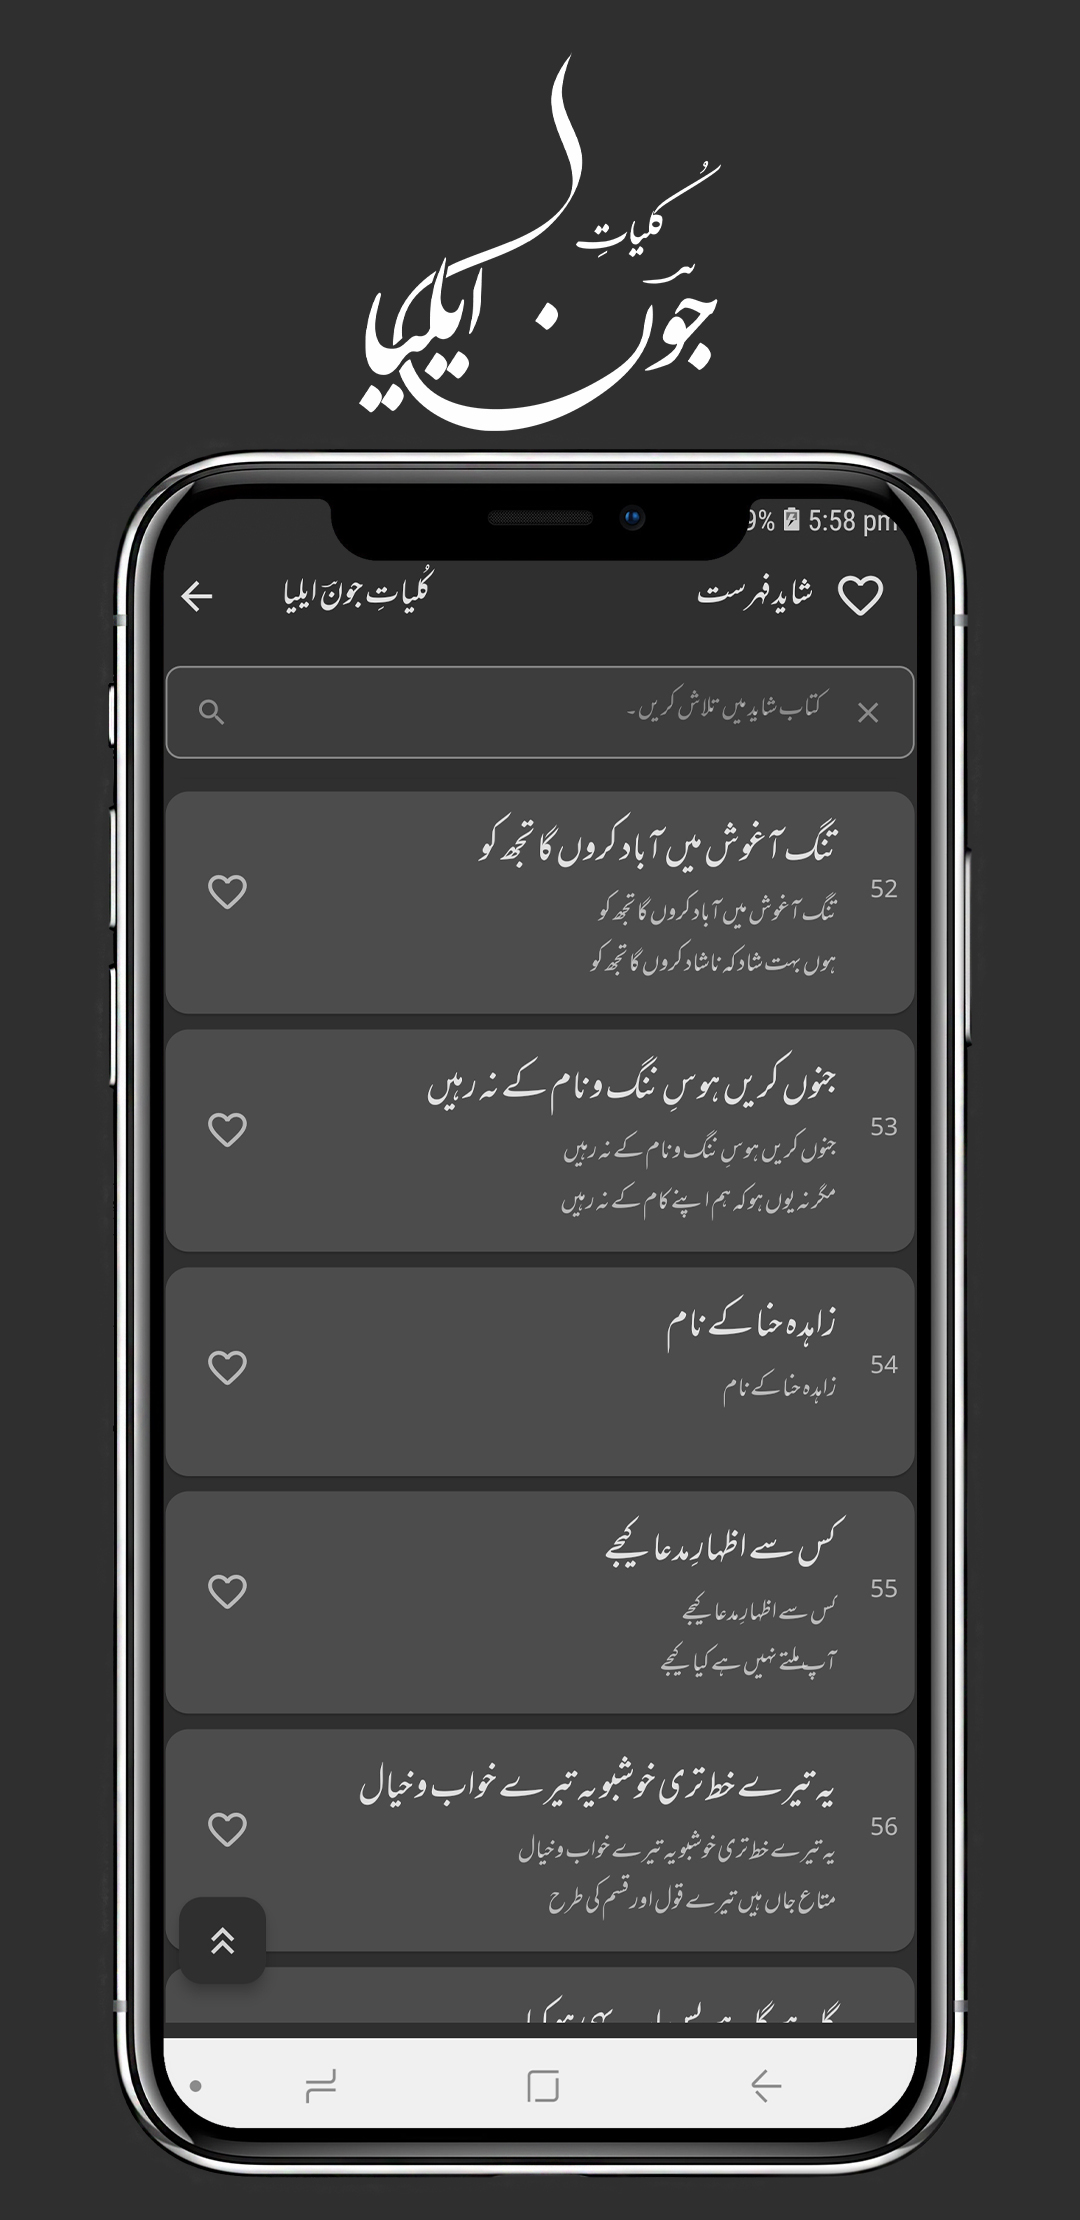 کُلیاتِ
جونؔ ایلیا
9% 5:58 pm
شاید فہرست
کُلیاتِ جونؔ ایلیا
کتاب شاید میں تلاش کریں۔
52
تنگ آغوش میں آباد کروں گا تجھ کو
تنگ آغوش میں آباد کروں گا تجھ کو
ہوں بہت شاد کہ ناشاد کروں گا تجھ کو
53
جنوں کریں ہوسِ ننگ و نام کے نہ رہیں
جنوں کریں ہوسِ ننگ و نام کے نہ رہیں
مگر نہ یوں ہو کہ ہم اپنے کام کے نہ رہیں
54
زاہدہ حنا کے نام
زاہدہ حنا کے نام
55
کس سے اظہارِ مدعا کیجے
کس سے اظہارِ مدعا کیجے
آپ ملتے نہیں ہے کیا کیجے
56
یہ تیرے خط تری خوشبو یہ تیرے خواب و خیال
یہ تیرے خط تری خوشبو یہ تیرے خواب و خیال
متاع جاں ہیں تیرے قول اور قسم کی طرح